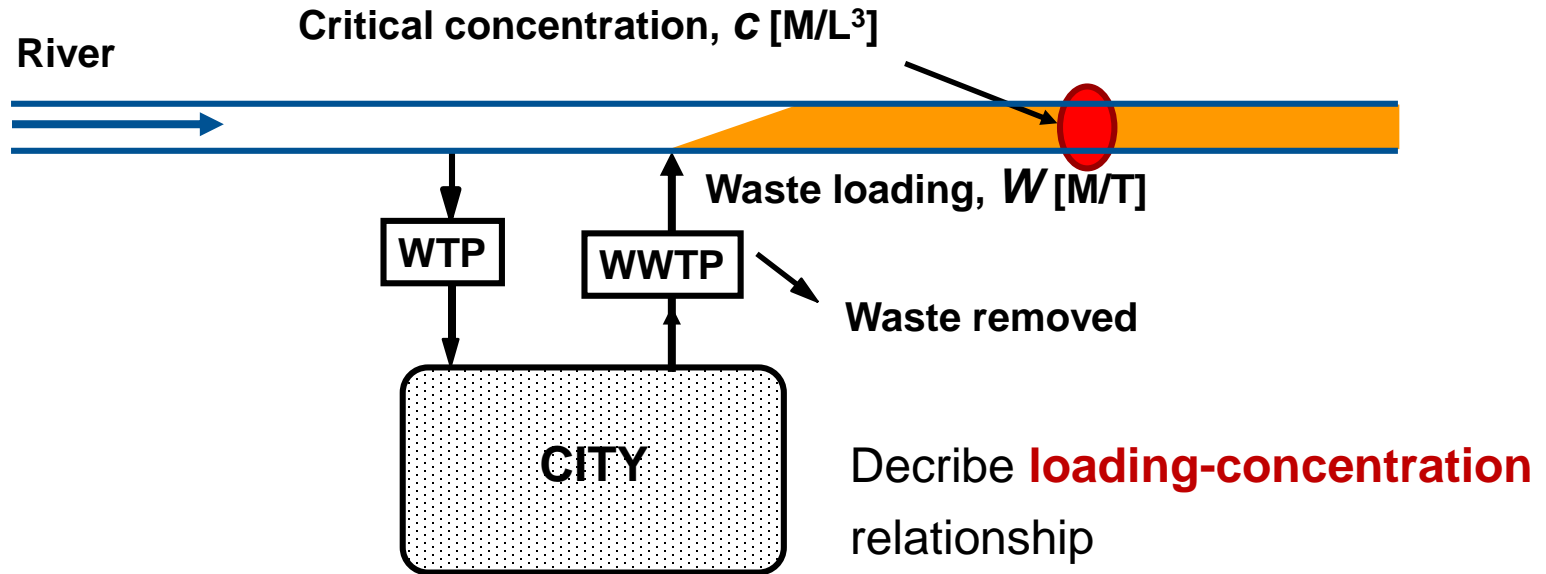 Critical concentration, c [M/L³]
River
Waste loading, W [M/T]
WTP
WWTP
Waste removed
CITY
Decribe loading-concentration
relationship